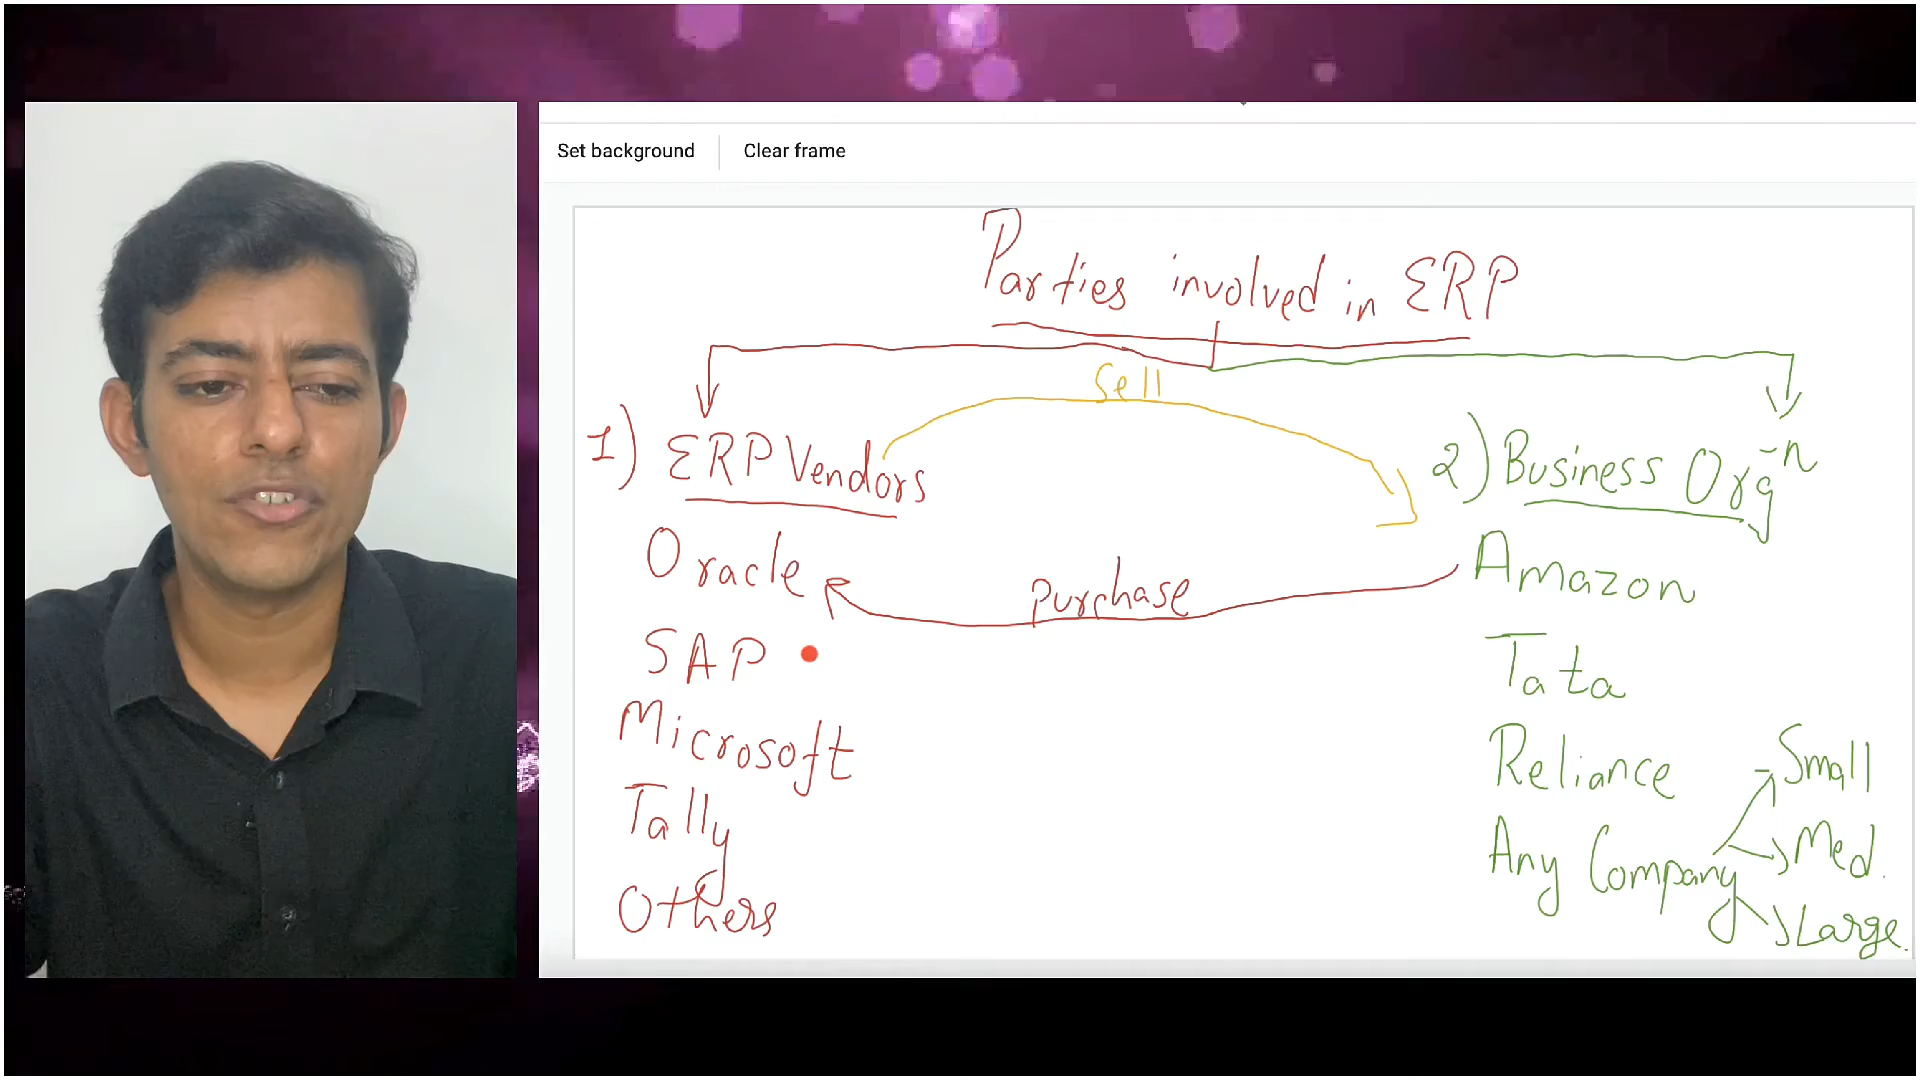 Set background
Clear frame
Parties involved in ERP
Sell
1) ERP Vendors
2) Business Orgⁿ
Oracle
purchase
Amazon
SAP
Tata
Microsoft
Reliance
Small
Tally
Any Company
Med.
Others
Large.